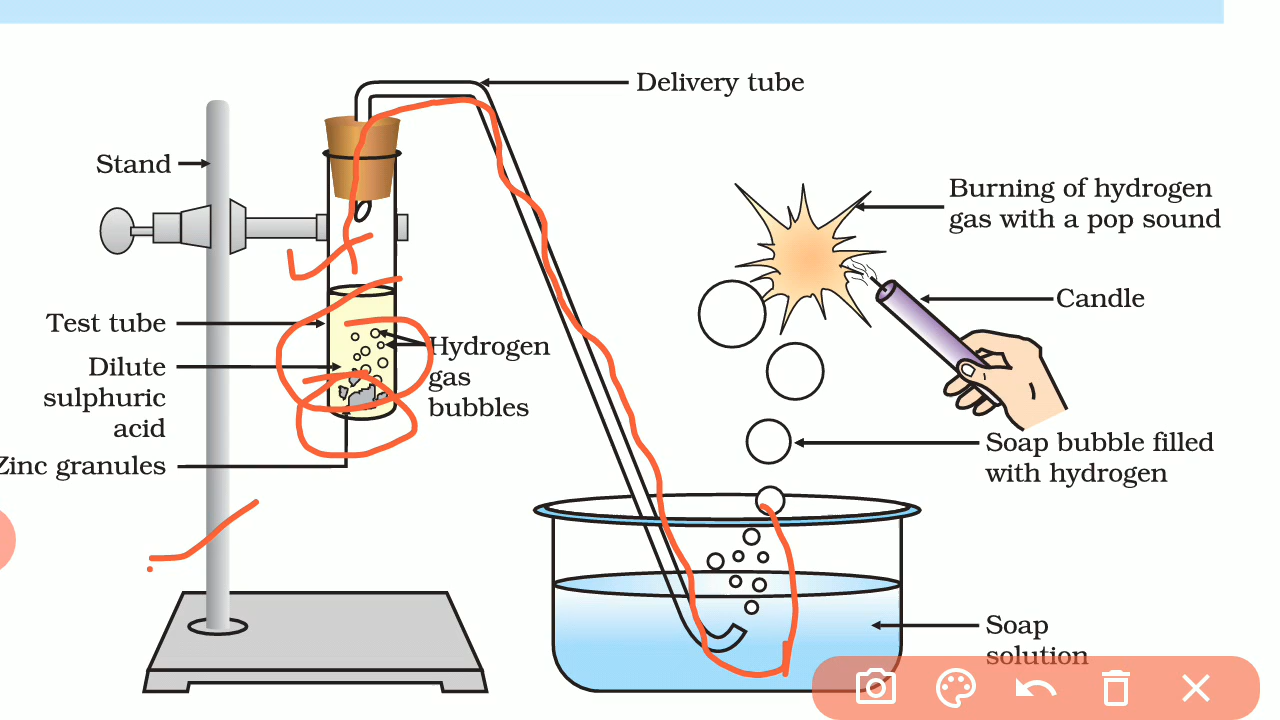 Delivery tube
Stand
Burning of hydrogen
gas with a pop sound
Candle
Test tube
Hydrogen
gas
bubbles
Dilute
sulphuric
acid
Zinc granules
Soap bubble filled
with hydrogen
Soap
solution